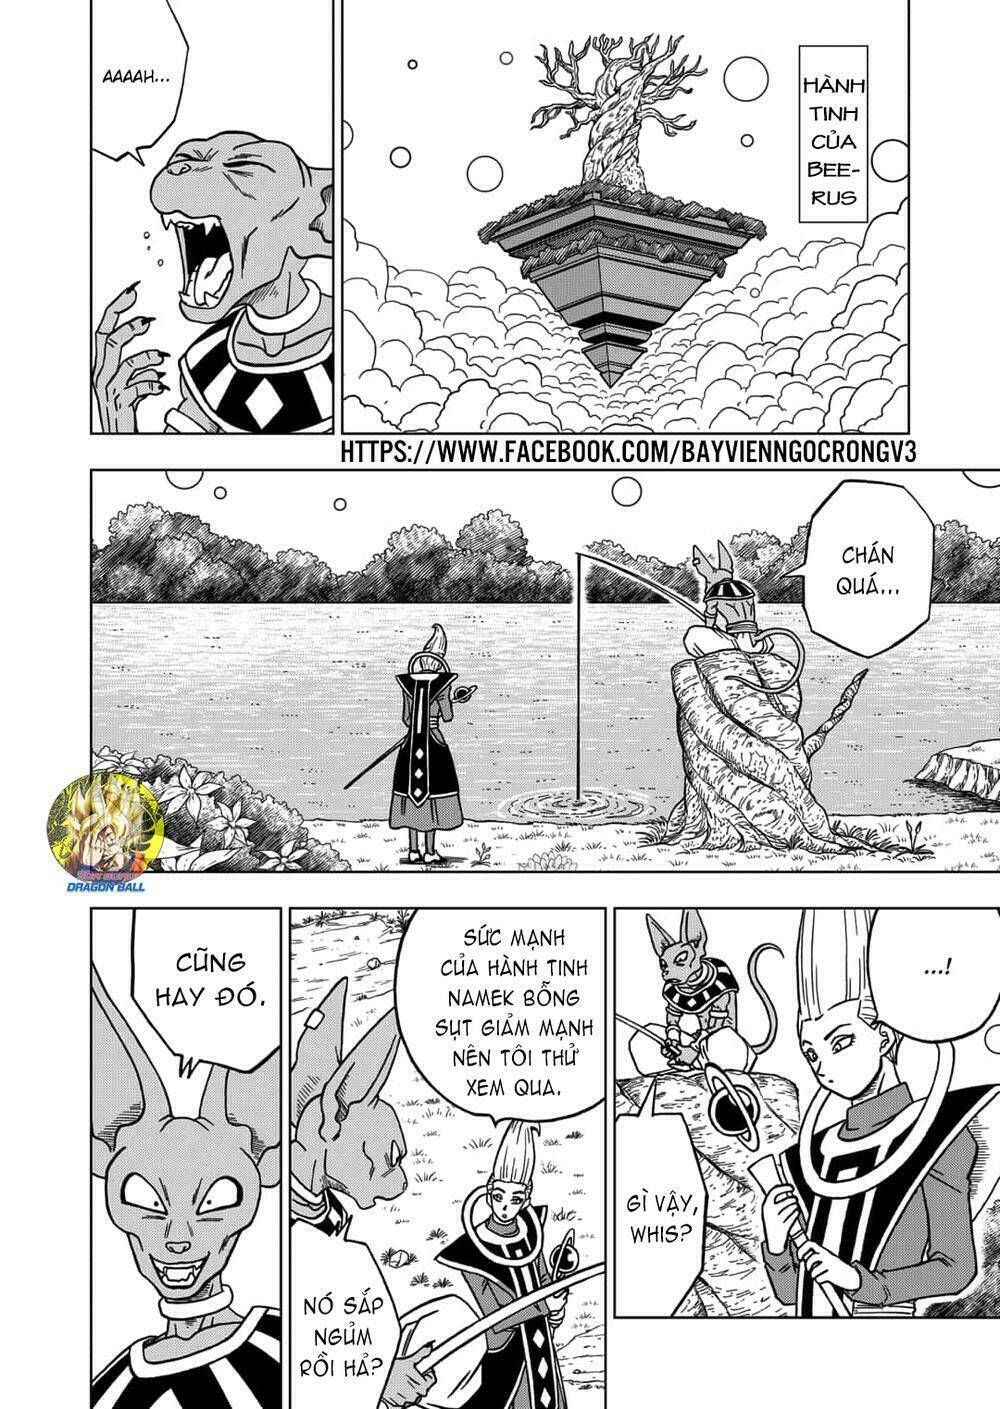 HÀNH
TINH
CỦA
BEE-
RUS
AAAAH...
HTTPS://WWW.FACEBOOK.COM/BAYVIENNGOCRONGV3
CHÁN
QUÁ...
DRAGON BALL
...!
GÌ VẬY,
WHIS?
SỨC MẠNH
CỦA HÀNH TINH
NAMEK BỖNG
SỤT GIẢM MẠNH
NÊN TÔI THỬ
XEM QUA.
NÓ SẮP
NGỦM
RỒI HẢ?
CŨNG
HAY ĐÓ.